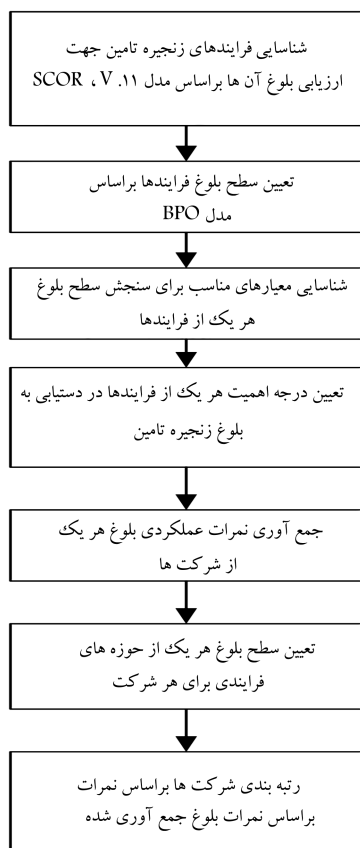 شناسایی فرایندهای زنجیره تامین جهت
ارزیابی بلوغ آن ها براساس مدل SCOR ، V .۱۱
تعیین سطح بلوغ فرایندها براساس
مدل BPO
شناسایی معیارهای مناسب برای سنجش سطح بلوغ
هر یک از فرایندها
تعیین درجه اهمیت هر یک از فرایندها در دستیابی به
بلوغ زنجیره تامین
جمع آوری نمرات عملکردی بلوغ هر یک
از شرکت ها
تعیین سطح بلوغ هر یک از حوزه های
فرایندی برای هر شرکت
رتبه بندی شرکت ها براساس نمرات
براساس نمرات بلوغ جمع آوری شده